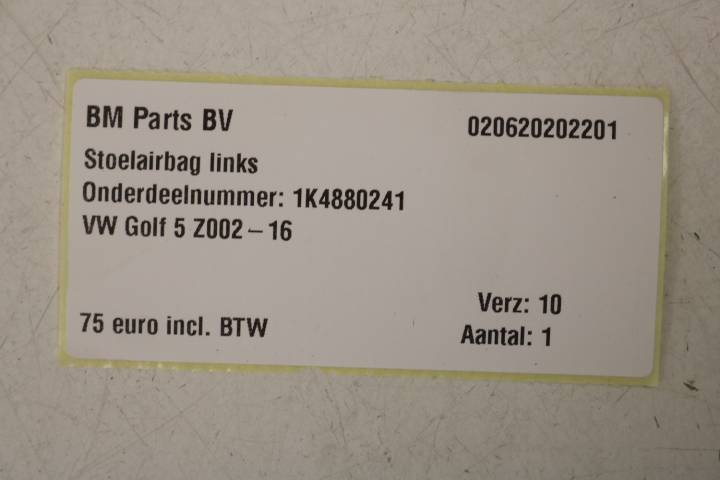 BM Parts BV 020620202201
Stoelairbag links
Onderdeelnummer: 1K4880241
VW Golf 5 Z002-16
Verz: 10
75 euro incl. BTW Aantal: 1